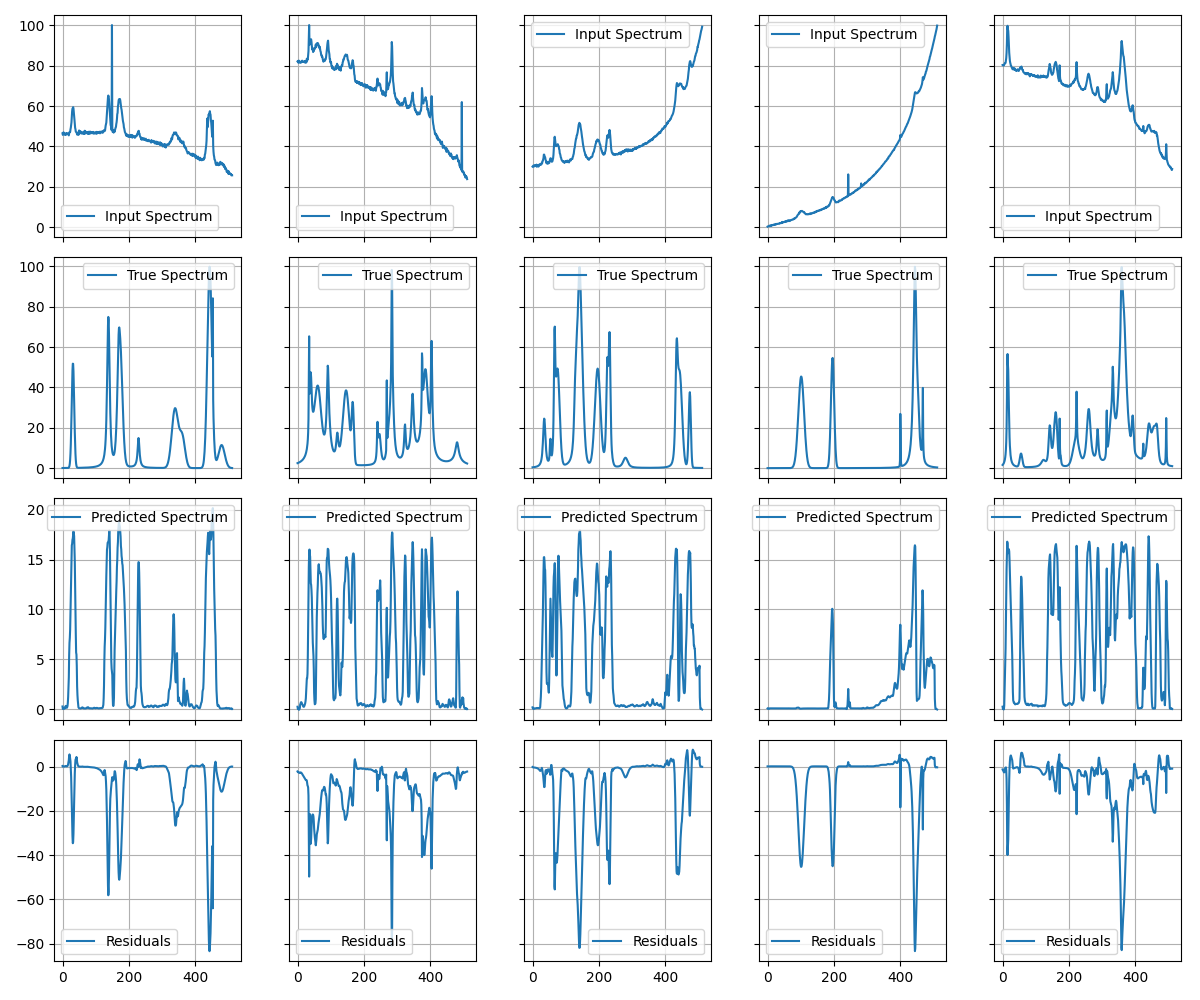 100
80
60
40
20
0
Input Spectrum
Input Spectrum
Input Spectrum
Input Spectrum
Input Spectrum
100
80
60
40
20
0
True Spectrum
True Spectrum
True Spectrum
True Spectrum
True Spectrum
20
15
10
5
0
Predicted Spectrum
Predicted Spectrum
Predicted Spectrum
Predicted Spectrum
Predicted Spectrum
0
−20
−40
−60
−80
Residuals
Residuals
Residuals
Residuals
Residuals
0 200 400
0 200 400
0 200 400
0 200 400
0 200 400